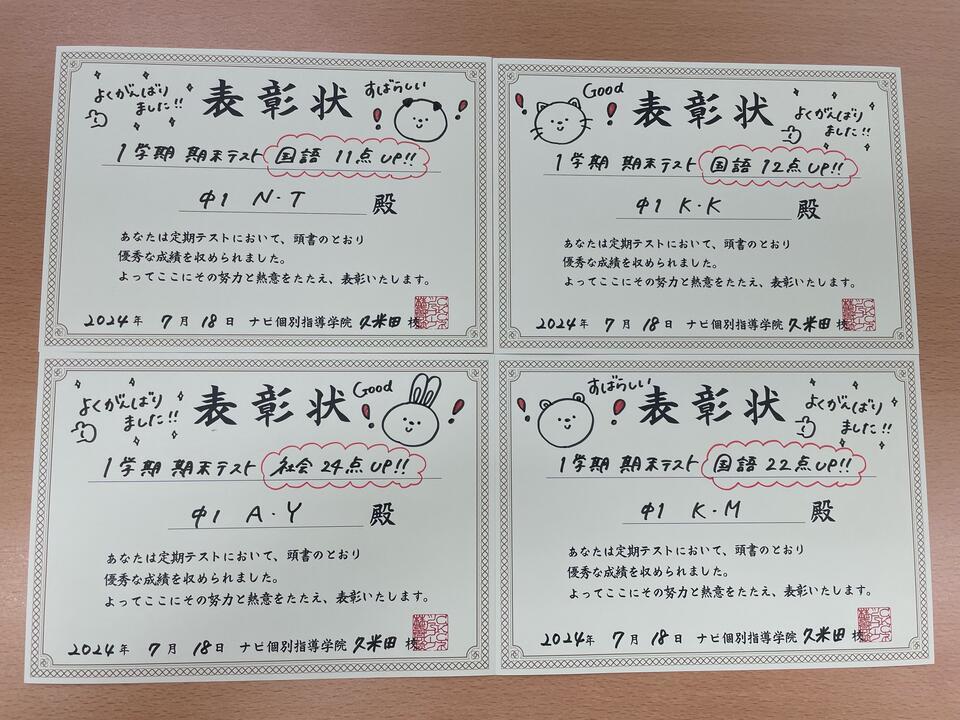 よくがんばり
ました!!
表彰状
すばらしい
1学期 期末テスト 国語 11点UP!!
中1 N・T 殿
あなたは定期テストにおいて、頭書のとおり
優秀な成績を収められました。
よってここにその努力と熱意をたたえ、表彰いたします。
2024年 7月 18日 ナビ個別指導学院 久米田 校
Good
表彰状
よくがんばり
ました!!
1学期 期末テスト 国語 12点UP!!
中1 K・K 殿
あなたは定期テストにおいて、頭書のとおり
優秀な成績を収められました。
よってここにその努力と熱意をたたえ、表彰いたします。
2024年 7月 18日 ナビ個別指導学院 久米田 校
よくがんばり
ました!!
表彰状
Good
1学期 期末テスト 社会 24点UP!!
中1 A・Y 殿
あなたは定期テストにおいて、頭書のとおり
優秀な成績を収められました。
よってここにその努力と熱意をたたえ、表彰いたします。
2024年 7月 18日 ナビ個別指導学院 久米田 校
すばらしい
表彰状
よくがんばり
ました!!
1学期 期末テスト 国語 22点UP!!
中1 K・M 殿
あなたは定期テストにおいて、頭書のとおり
優秀な成績を収められました。
よってここにその努力と熱意をたたえ、表彰いたします。
2024年 7月 18日 ナビ個別指導学院 久米田 校